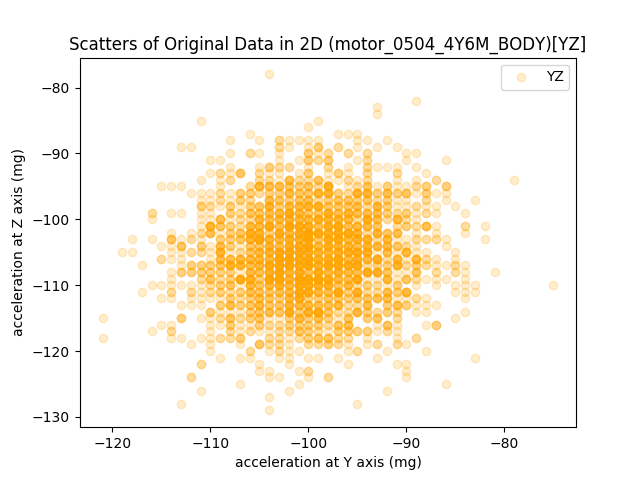 Scatters of Original Data in 2D (motor_0504_4Y6M_BODY)[YZ]
YZ
−80
−90
−100
−110
−120
−130
acceleration at Z axis (mg)
−120
−110
−100
−90
−80
acceleration at Y axis (mg)